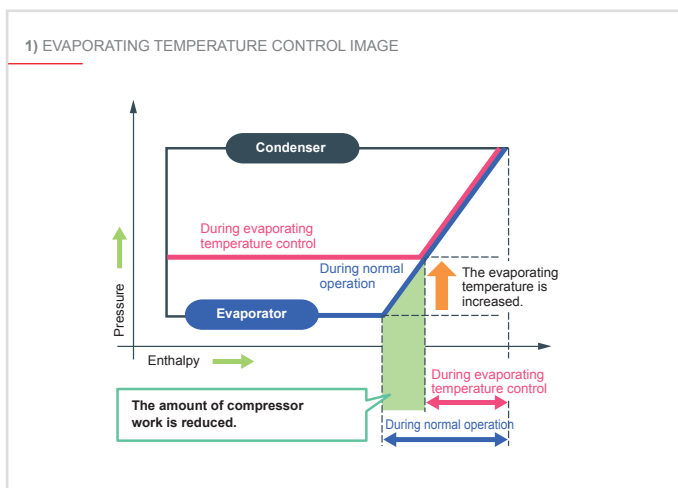 1) EVAPORATING TEMPERATURE CONTROL IMAGE
Condenser
During evaporating
temperature control
During normal
operation
The evaporating
temperature is
increased.
Evaporator
Pressure
Enthalpy
During evaporating
temperature control
The amount of compressor
work is reduced.
During normal operation